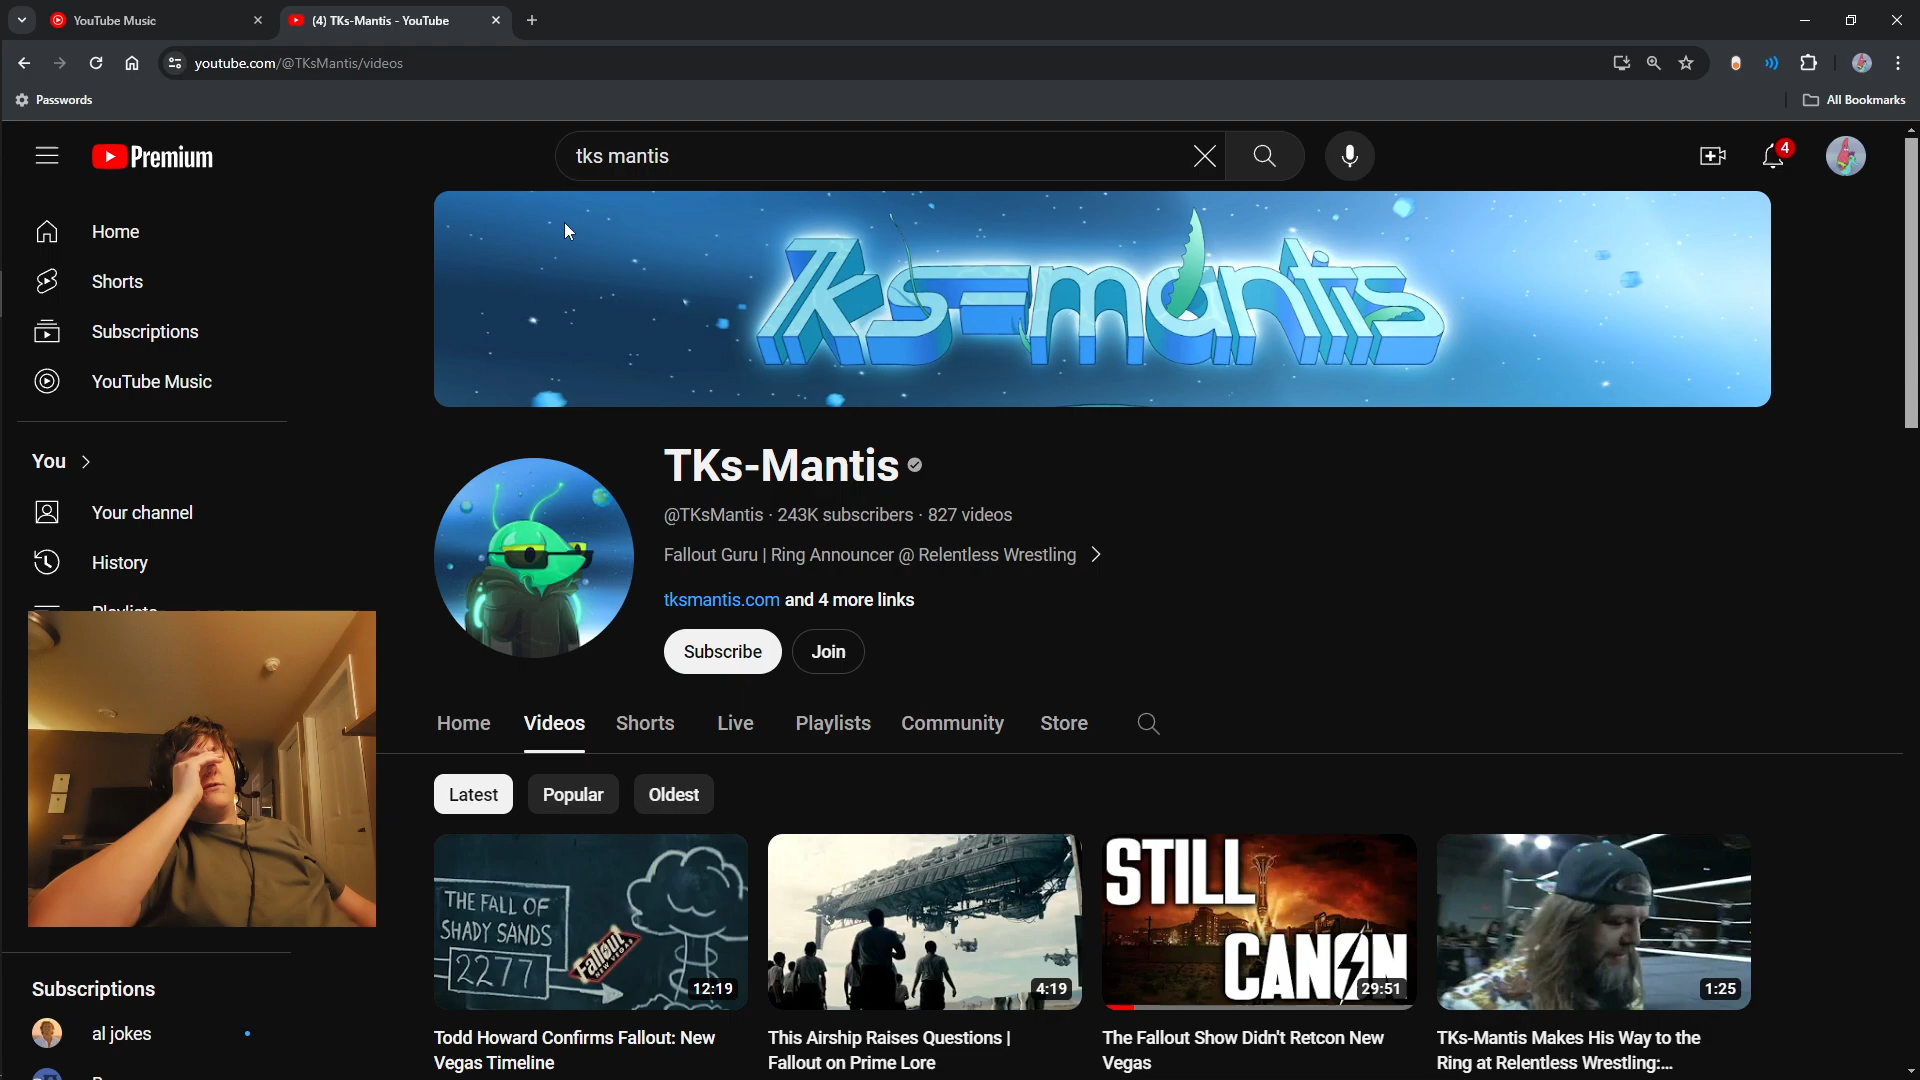 YouTube Music
(4) TKs-Mantis - YouTube
youtube.com/@TKsMantis/videos
Passwords
All Bookmarks
Premium
tks mantis
4
Home
Shorts
Subscriptions
YouTube Music
You
Your channel
History
Playlists
Tks-mantis
TKs-Mantis
@TKsMantis · 243K subscribers · 827 videos
Fallout Guru | Ring Announcer @ Relentless Wrestling
tksmantis.com and 4 more links
Subscribe
Join
Home
Videos
Shorts
Live
Playlists
Community
Store
Latest
Popular
Oldest
THE FALL OF
SHADY SANDS
2277
Fallout
NEW VEGAS
12:19
4:19
STILL
CANON
29:51
1:25
Todd Howard Confirms Fallout: New
Vegas Timeline
This Airship Raises Questions |
Fallout on Prime Lore
The Fallout Show Didn't Retcon New
Vegas
TKs-Mantis Makes His Way to the
Ring at Relentless Wrestling:...
Subscriptions
al jokes